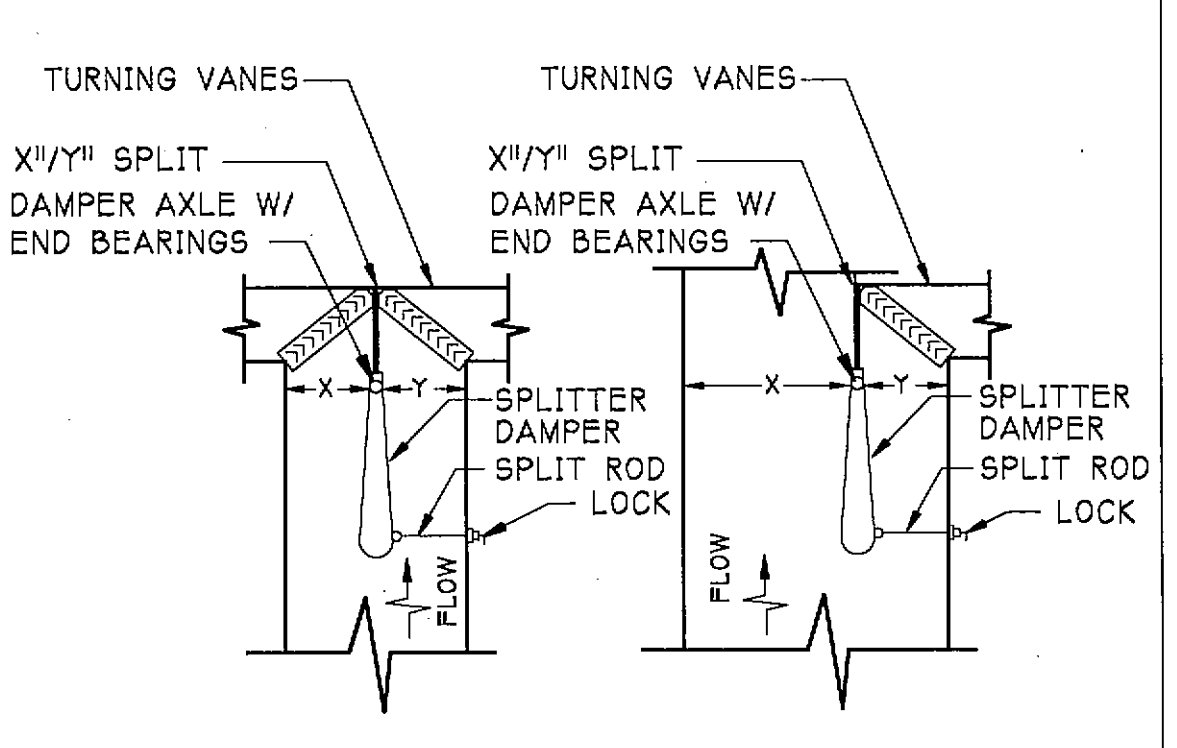 TURNING VANES
X"/Y" SPLIT
DAMPER AXLE W/
END BEARINGS
X
Y
SPLITTER
DAMPER
SPLIT ROD
LOCK
FLOW
TURNING VANES
X"/Y" SPLIT
DAMPER AXLE W/
END BEARINGS
X
Y
SPLITTER
DAMPER
SPLIT ROD
LOCK
FLOW